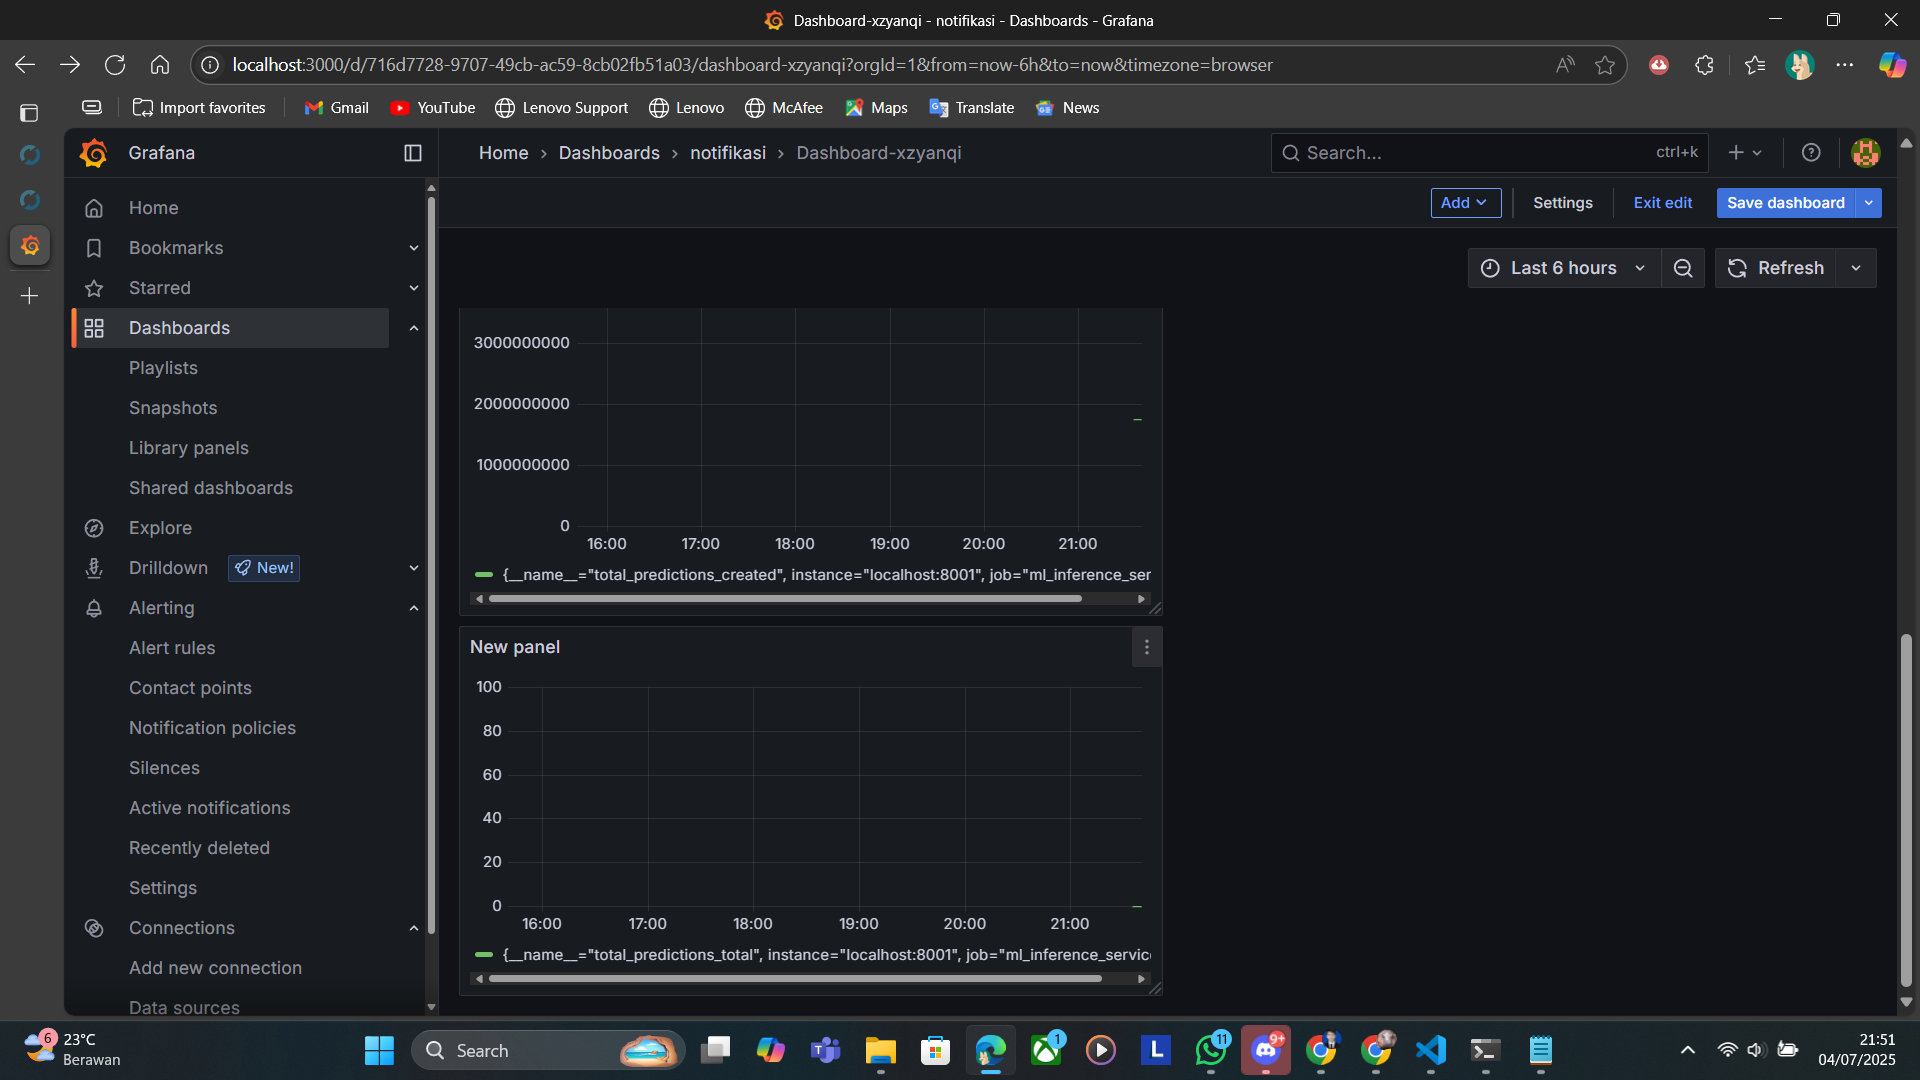 Dashboard-xzyanqi - notifikasi - Dashboards - Grafana
localhost:3000/d/716d7728-9707-49cb-ac59-8cb02fb51a03/dashboard-xzyanqi?orgId=1&from=now-6h&to=now&timezone=browser
Import favorites Gmail YouTube Lenovo Support Lenovo McAfee Maps Translate News
Grafana
Home › Dashboards › notifikasi › Dashboard-xzyanqi
Search... ctrl+k
Add Settings Exit edit Save dashboard
Last 6 hours Refresh
Home
Bookmarks
Starred
Dashboards
Playlists
Snapshots
Library panels
Shared dashboards
Explore
Drilldown New!
Alerting
Alert rules
Contact points
Notification policies
Silences
Active notifications
Recently deleted
Settings
Connections
Add new connection
Data sources
3000000000
2000000000
1000000000
0
16:00 17:00 18:00 19:00 20:00 21:00
{__name__="total_predictions_created", instance="localhost:8001", job="ml_inference_ser
New panel
100
80
60
40
20
0
16:00 17:00 18:00 19:00 20:00 21:00
{__name__="total_predictions_total", instance="localhost:8001", job="ml_inference_servic
6
23°C
Berawan
Search
1
L
11
9+
21:51
04/07/2025